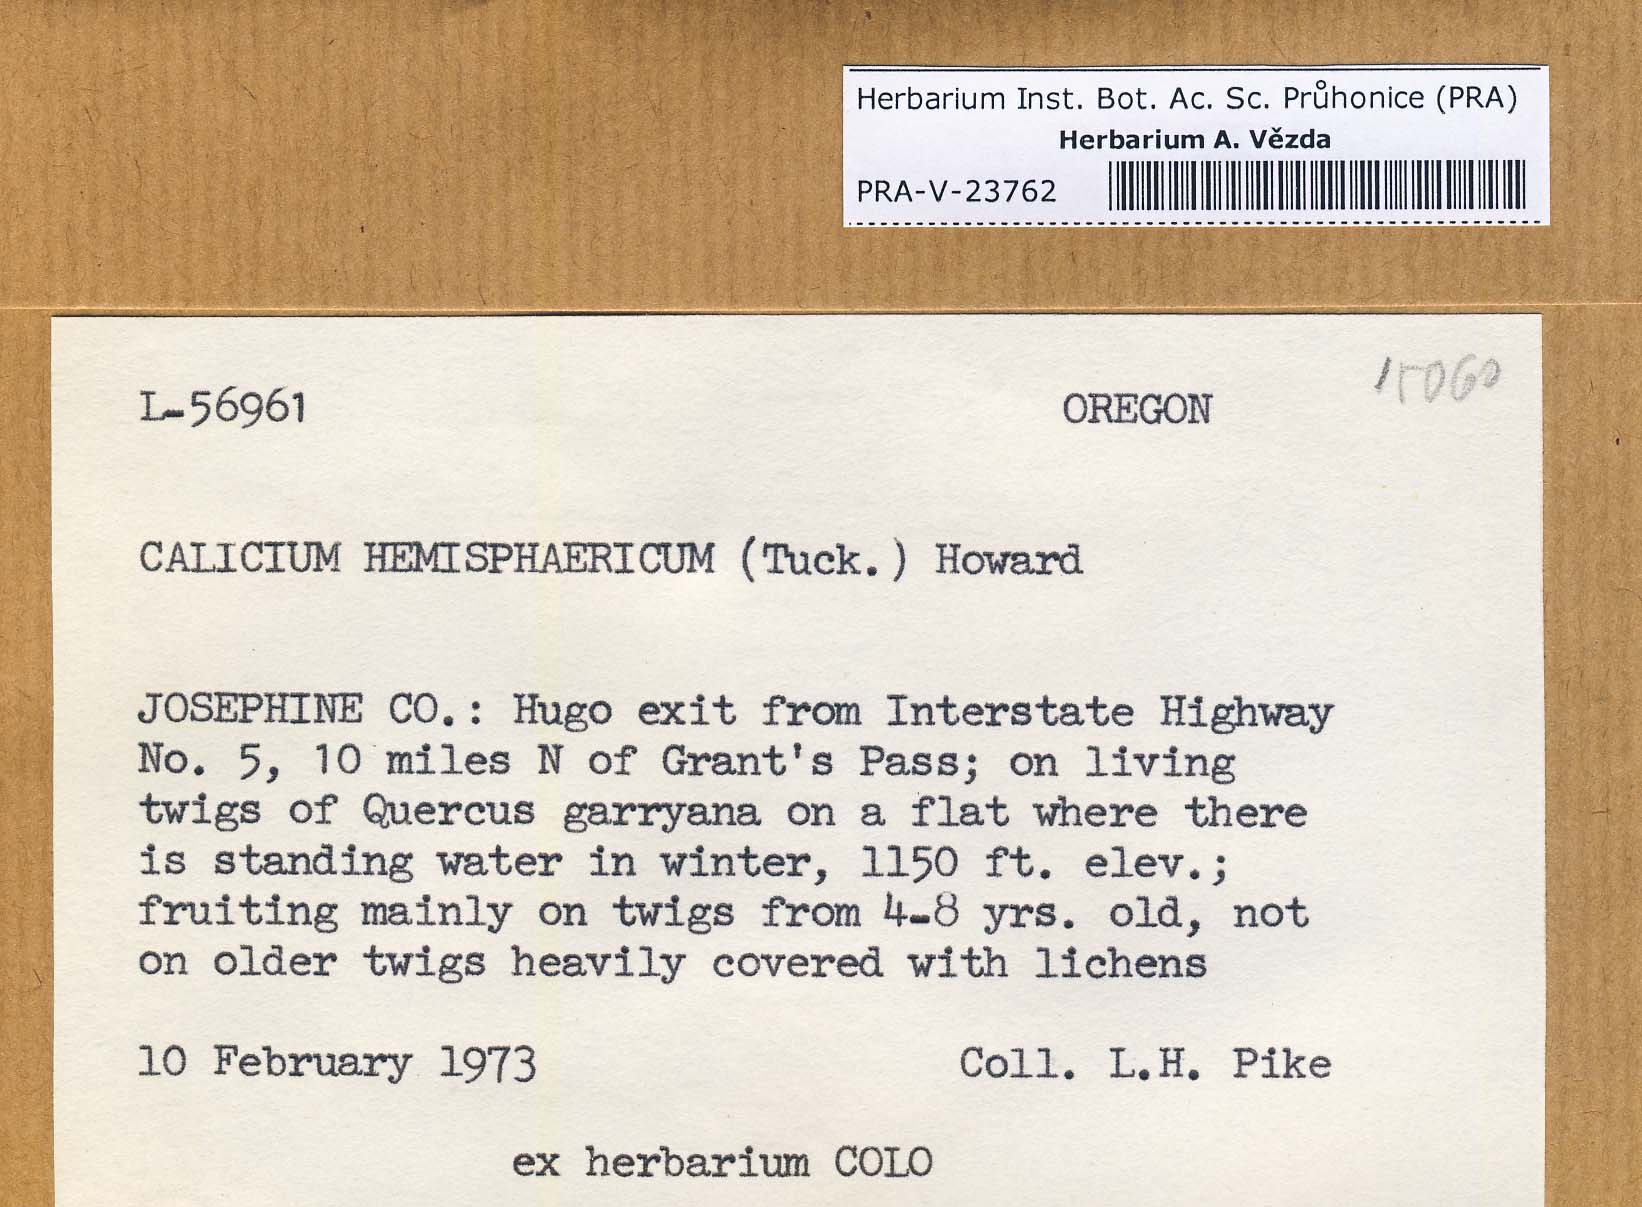 Herbarium Inst. Bot. Ac. Sc. Průhonice (PRA)
Herbarium A. Vězda
PRA-V-23762
15060
L-56961 OREGON
CALICIUM HEMISPHAERICUM (Tuck.) Howard
JOSEPHINE CO.: Hugo exit from Interstate Highway
No. 5, 10 miles N of Grant's Pass; on living
twigs of Quercus garryana on a flat where there
is standing water in winter, 1150 ft. elev.;
fruiting mainly on twigs from 4-8 yrs. old, not
on older twigs heavily covered with lichens
10 February 1973 Coll. L.H. Pike
ex herbarium COLO